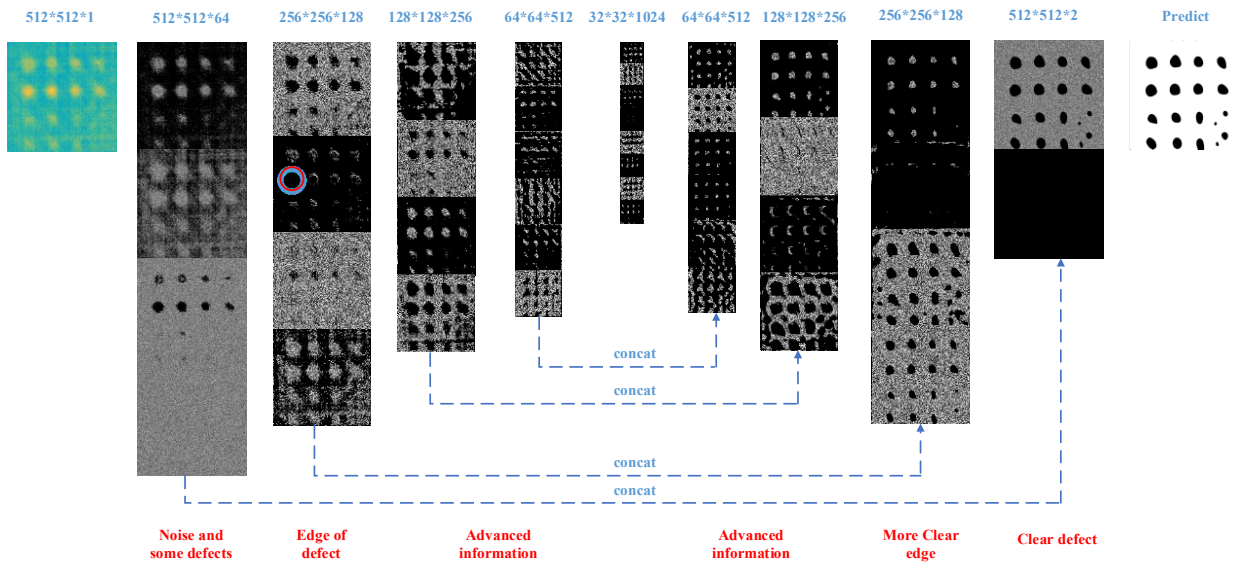 512*512*1
512*512*64
256*256*128
128*128*256
64*64*512
32*32*1024
64*64*512
128*128*256
256*256*128
512*512*2
Predict
concat
concat
concat
concat
Noise and
some defects
Edge of
defect
Advanced
information
Advanced
information
More Clear
edge
Clear defect